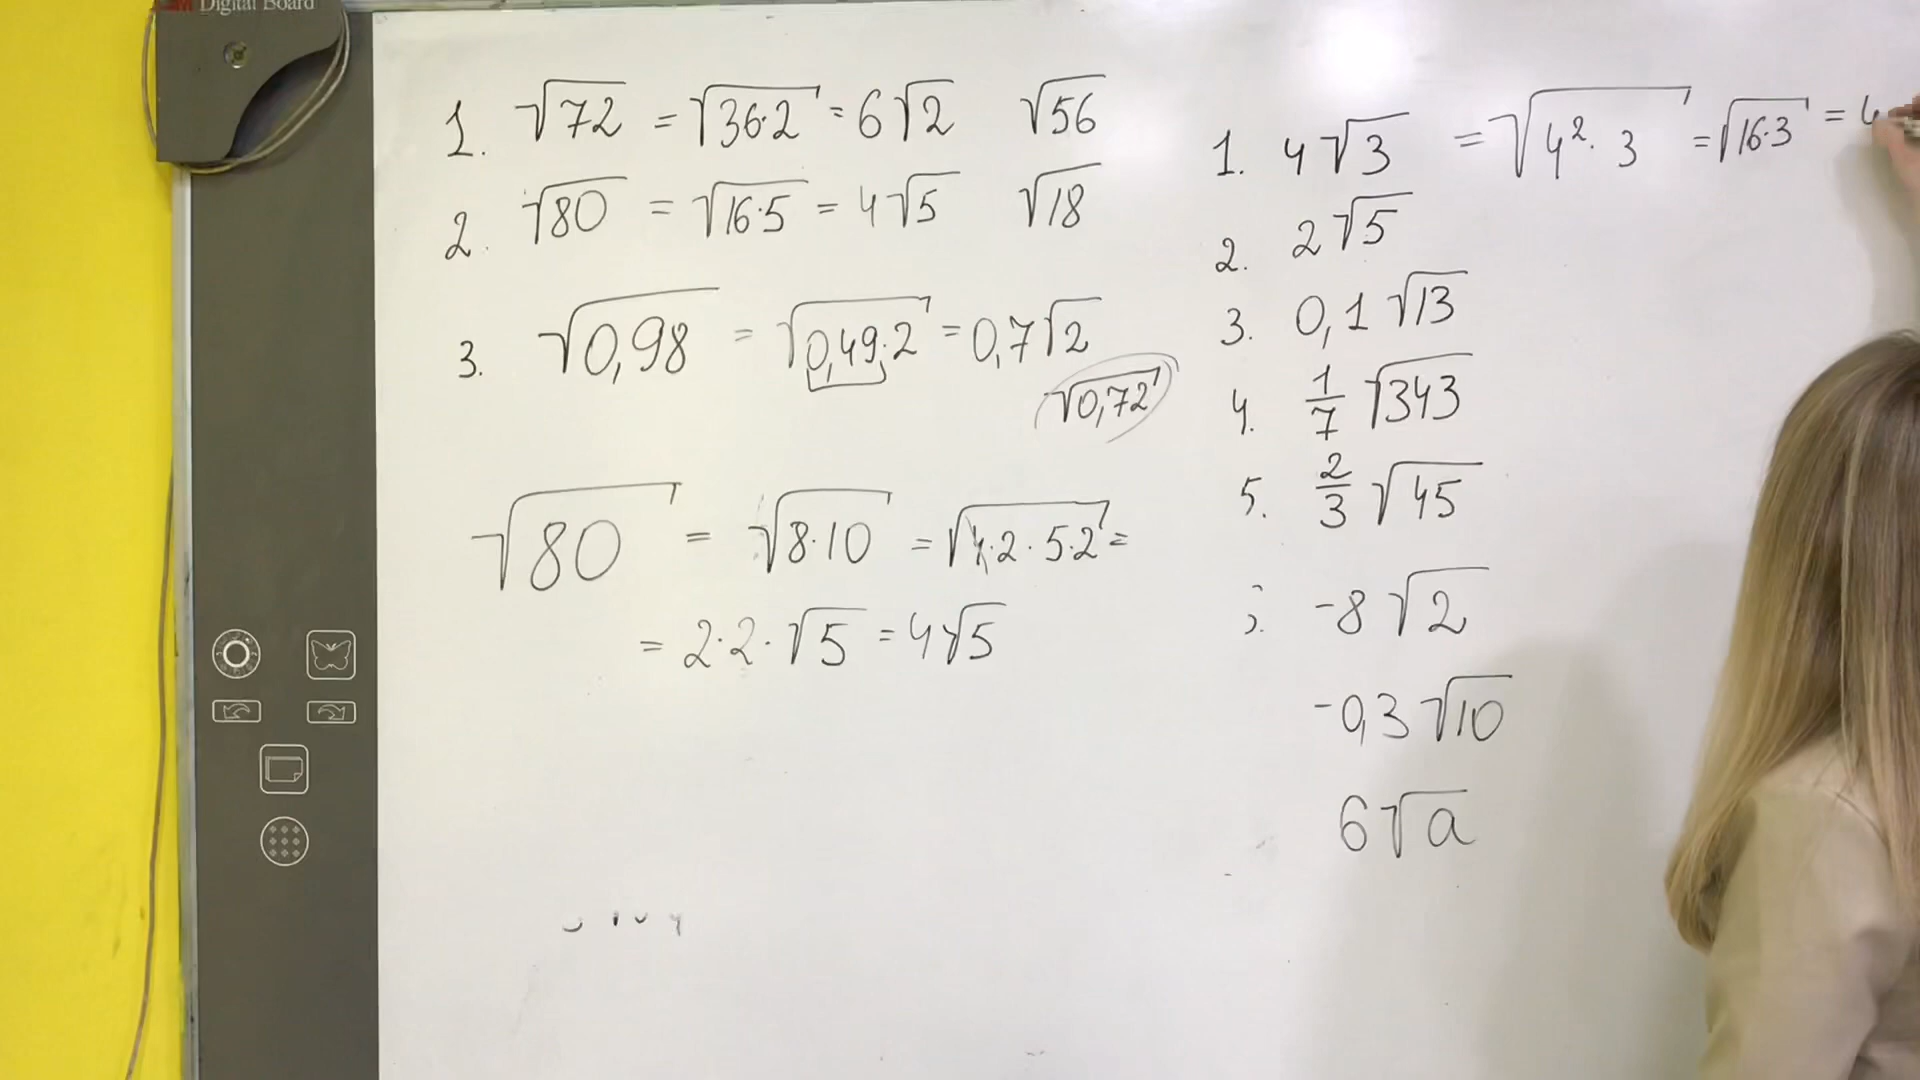 Digital Board
1. √72 = √36·2 = 6√2 √56
2. √80 = √16·5 = 4√5 √18
3. √0,98 = √0,49·2 = 0,7√2
√0,72
√80 = √8·10 = √4·2·5·2 =
= 2·2·√5 = 4√5
1. 4√3 = √4²·3 = √16·3 =
2. 2√5
3. 0,1√13
4. 1/7 √343
5. 2/3 √45
-8√2
-0,3√10
6√a